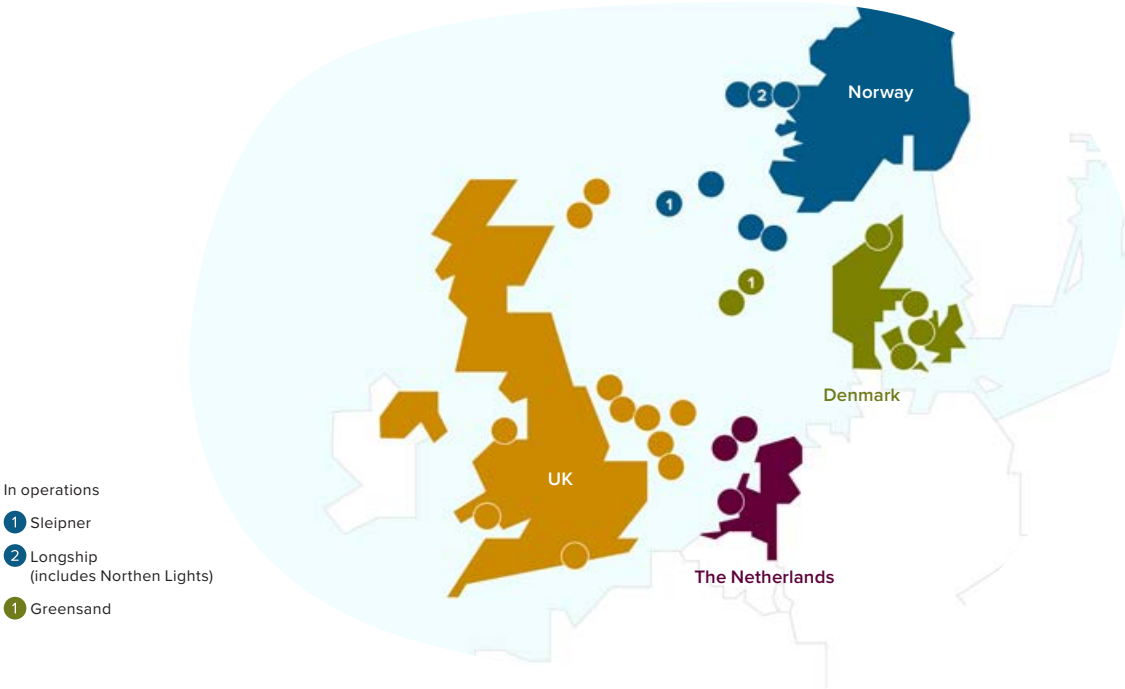 Norway
2
1
1
Denmark
UK
The Netherlands
In operations
1 Sleipner
2 Longship
(includes Northen Lights)
1 Greensand